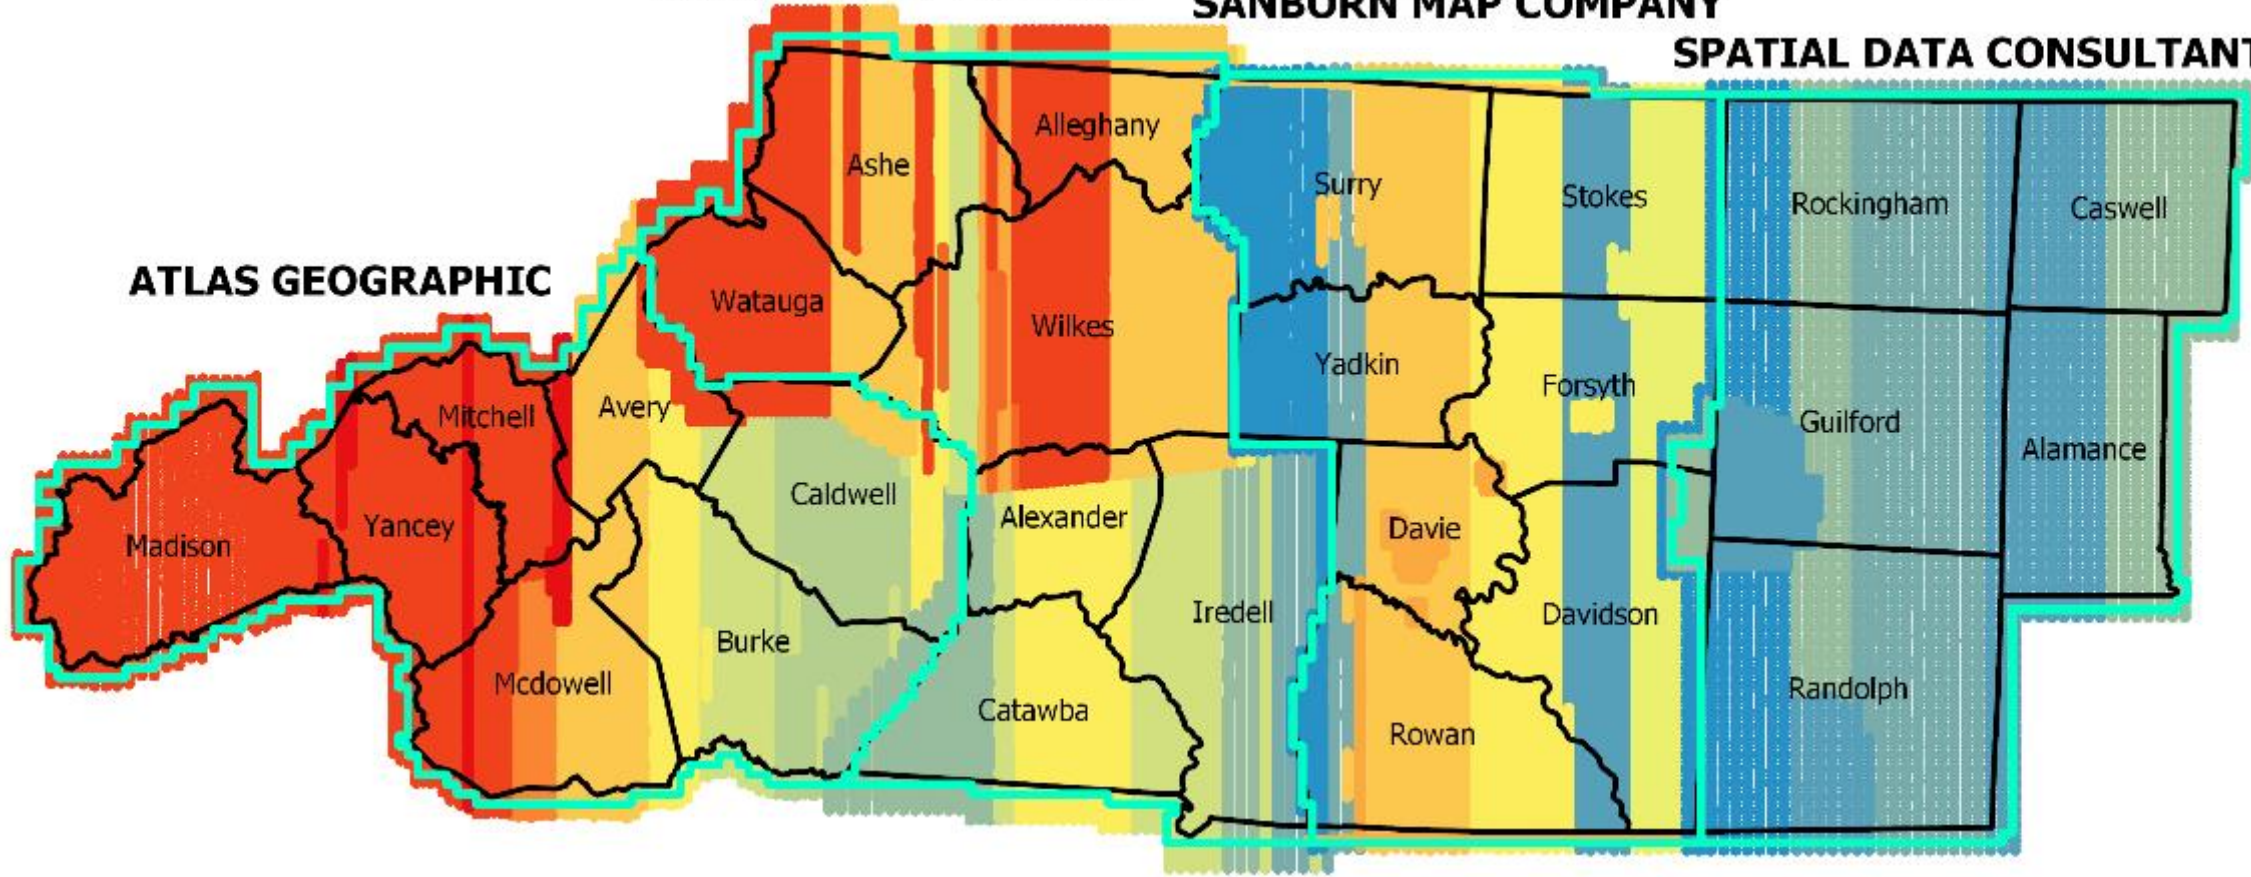 SANBORN MAP COMPANY
SPATIAL DATA CONSULTANT
Alleghany
Ashe
Surry
Stokes
Rockingham
Caswell
ATLAS GEOGRAPHIC
Watauga
Wilkes
Yadkin
Forsyth
Mitchell
Avery
Guilford
Alamance
Caldwell
Alexander
Davie
Yancey
Madison
Iredell
Davidson
Burke
Mcdowell
Catawba
Randolph
Rowan